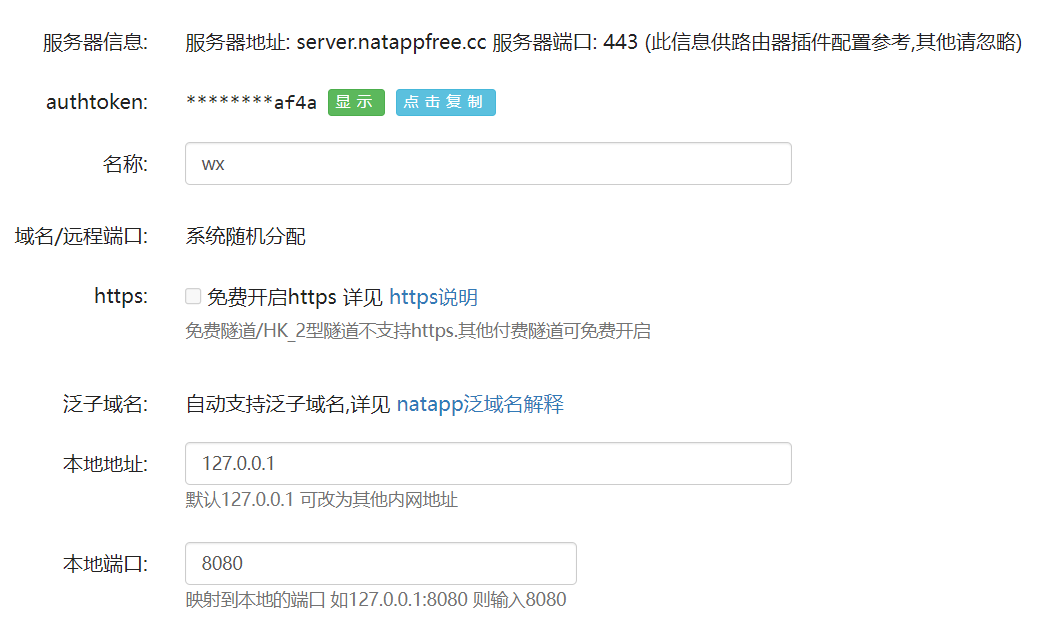 服务器信息: 服务器地址: server.natappfree.cc 服务器端口: 443 (此信息供路由器插件配置参考,其他请忽略)
authtoken: ********af4a 显示 点击复制
名称: wx
域名/远程端口: 系统随机分配
https: 免费开启https 详见 https说明
免费隧道/HK_2型隧道不支持https.其他付费隧道可免费开启
泛子域名: 自动支持泛子域名,详见 natapp泛域名解释
本地地址: 127.0.0.1
默认127.0.0.1 可改为其他内网地址
本地端口: 8080
映射到本地的端口 如127.0.0.1:8080 则输入8080